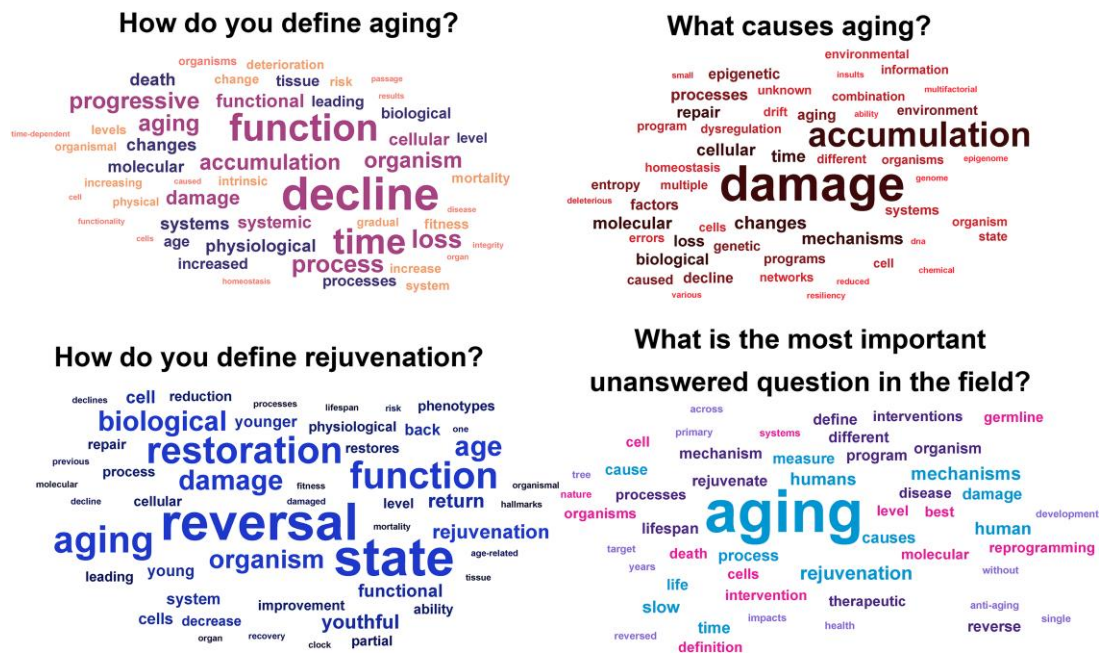 How do you define aging?
organisms deterioration
death change tissue risk passage
progressive functional leading results
biological
time-dependent levels aging function cellular level
organismal changes
molecular accumulation organism
increasing caused intrinsic decline mortality
cell physical damage disease
functionality systems systemic gradual fitness
cells age physiological time loss integrity
organ
increased process increase
homeostasis processes system
What causes aging?
environmental
small epigenetic insults information
processes unknown combination multifactorial
repair drift aging ability environment
program dysregulation accumulation
cellular time different organisms epigenome
homeostasis genome
entropy multiple damage
deleterious factors systems
molecular cells changes organism
errors loss genetic mechanisms dna state
biological programs cell
caused decline networks reduced chemical
various resiliency
How do you define rejuvenation?
declines cell reduction processes lifespan risk phenotypes
biological younger physiological back one
repair restoration restores age
previous process damage function
molecular fitness organismal
decline cellular damaged level return hallmarks
reversal mortality rejuvenation
aging organism state age-related
leading young tissue
functional
system improvement ability
cells decrease youthful
organ recovery clock partial
What is the most important
unanswered question in the field?
across define interventions germline
cell primary systems different
mechanism program organism
tree cause measure mechanisms
nature processes rejuvenate humans disease damage
organisms aging level best
lifespan causes human development
target death process molecular reprogramming
years cells rejuvenation without
life intervention therapeutic
slow impacts anti-aging single
reversed time health reverse
definition